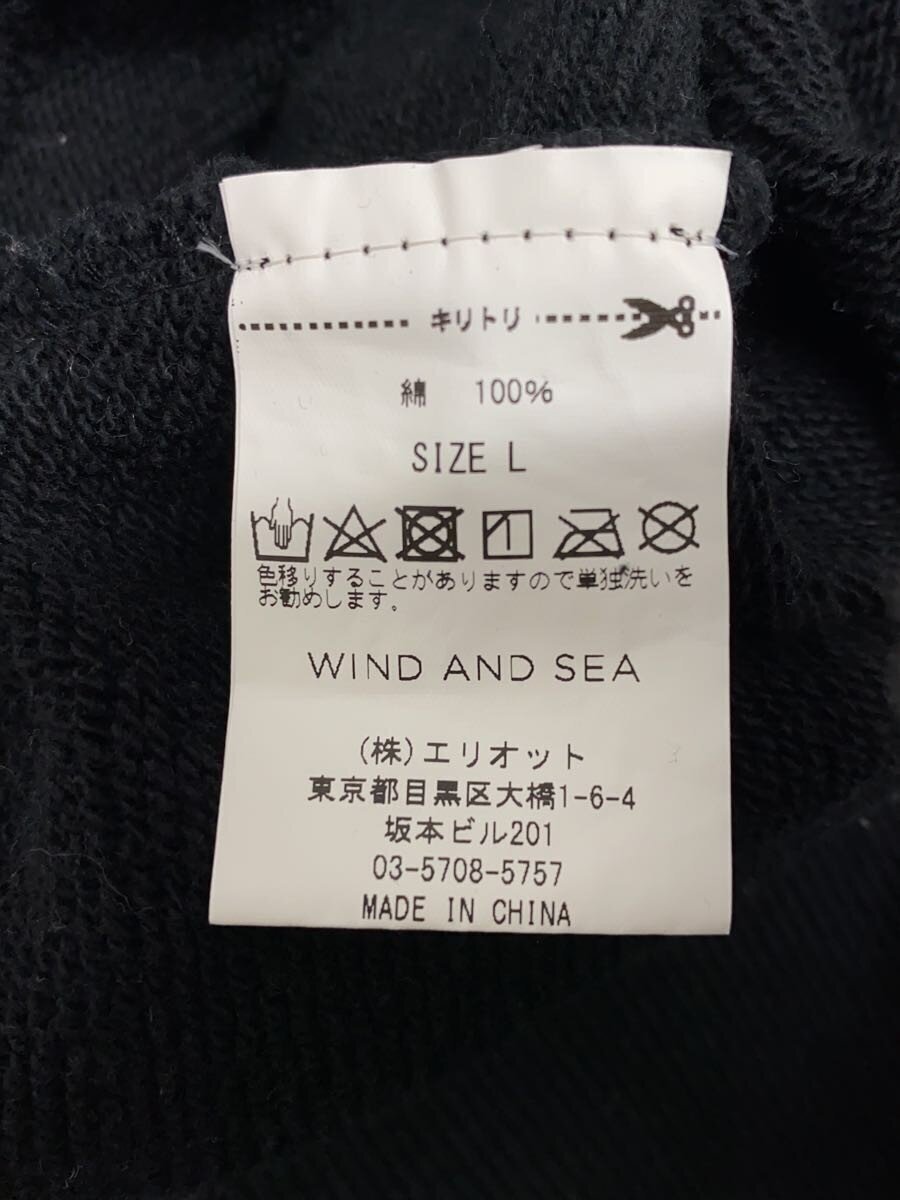 キリトリ
綿 100%
SIZE L
色移りすることがありますので単独洗いを
お勧めします。
WIND AND SEA
(株)エリオット
東京都目黒区大橋1-6-4
坂本ビル201
03-5708-5757
MADE IN CHINA